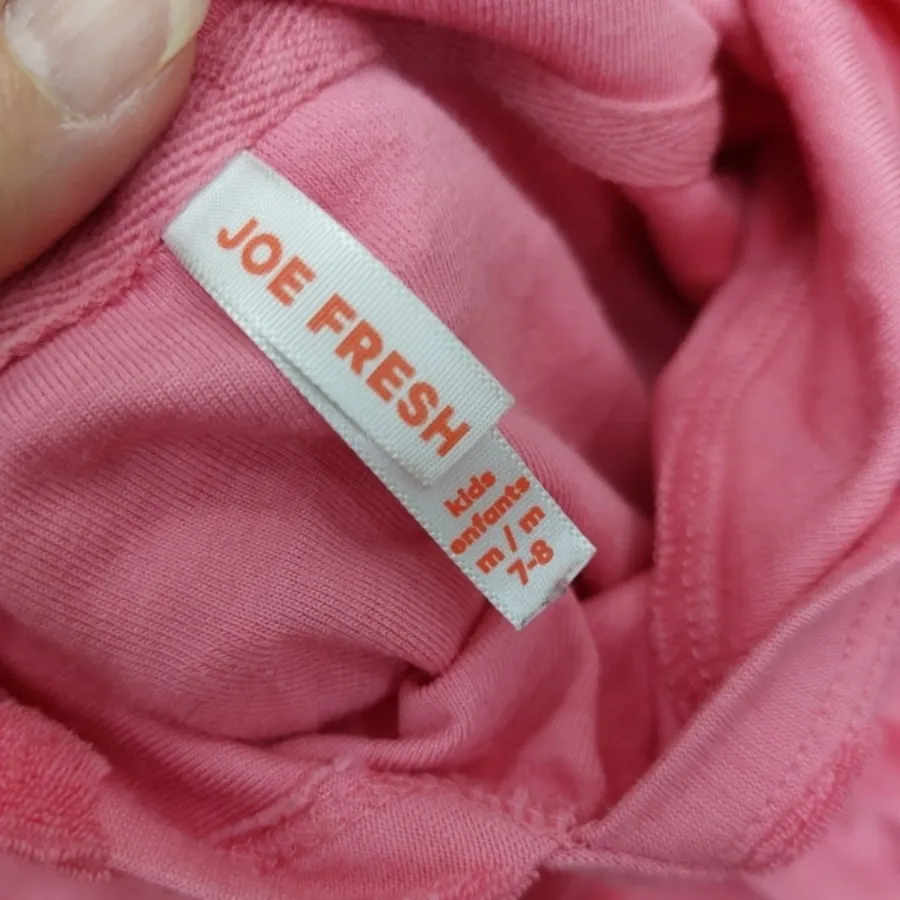 JOE FRESH
kids
enfants
m / m
7-8